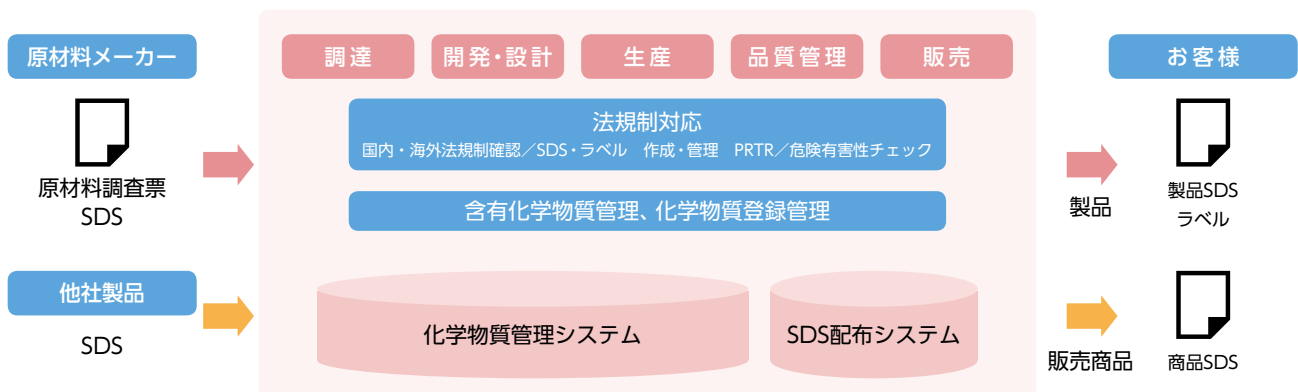 原材料メーカー
原材料調査票
SDS
他社製品
SDS
調達
開発・設計
生産
品質管理
販売
法規制対応
国内・海外法規制確認／SDS・ラベル　作成・管理　PRTR／危険有害性チェック
含有化学物質管理、化学物質登録管理
化学物質管理システム
SDS配布システム
製品
販売商品
お客様
製品SDS
ラベル
商品SDS